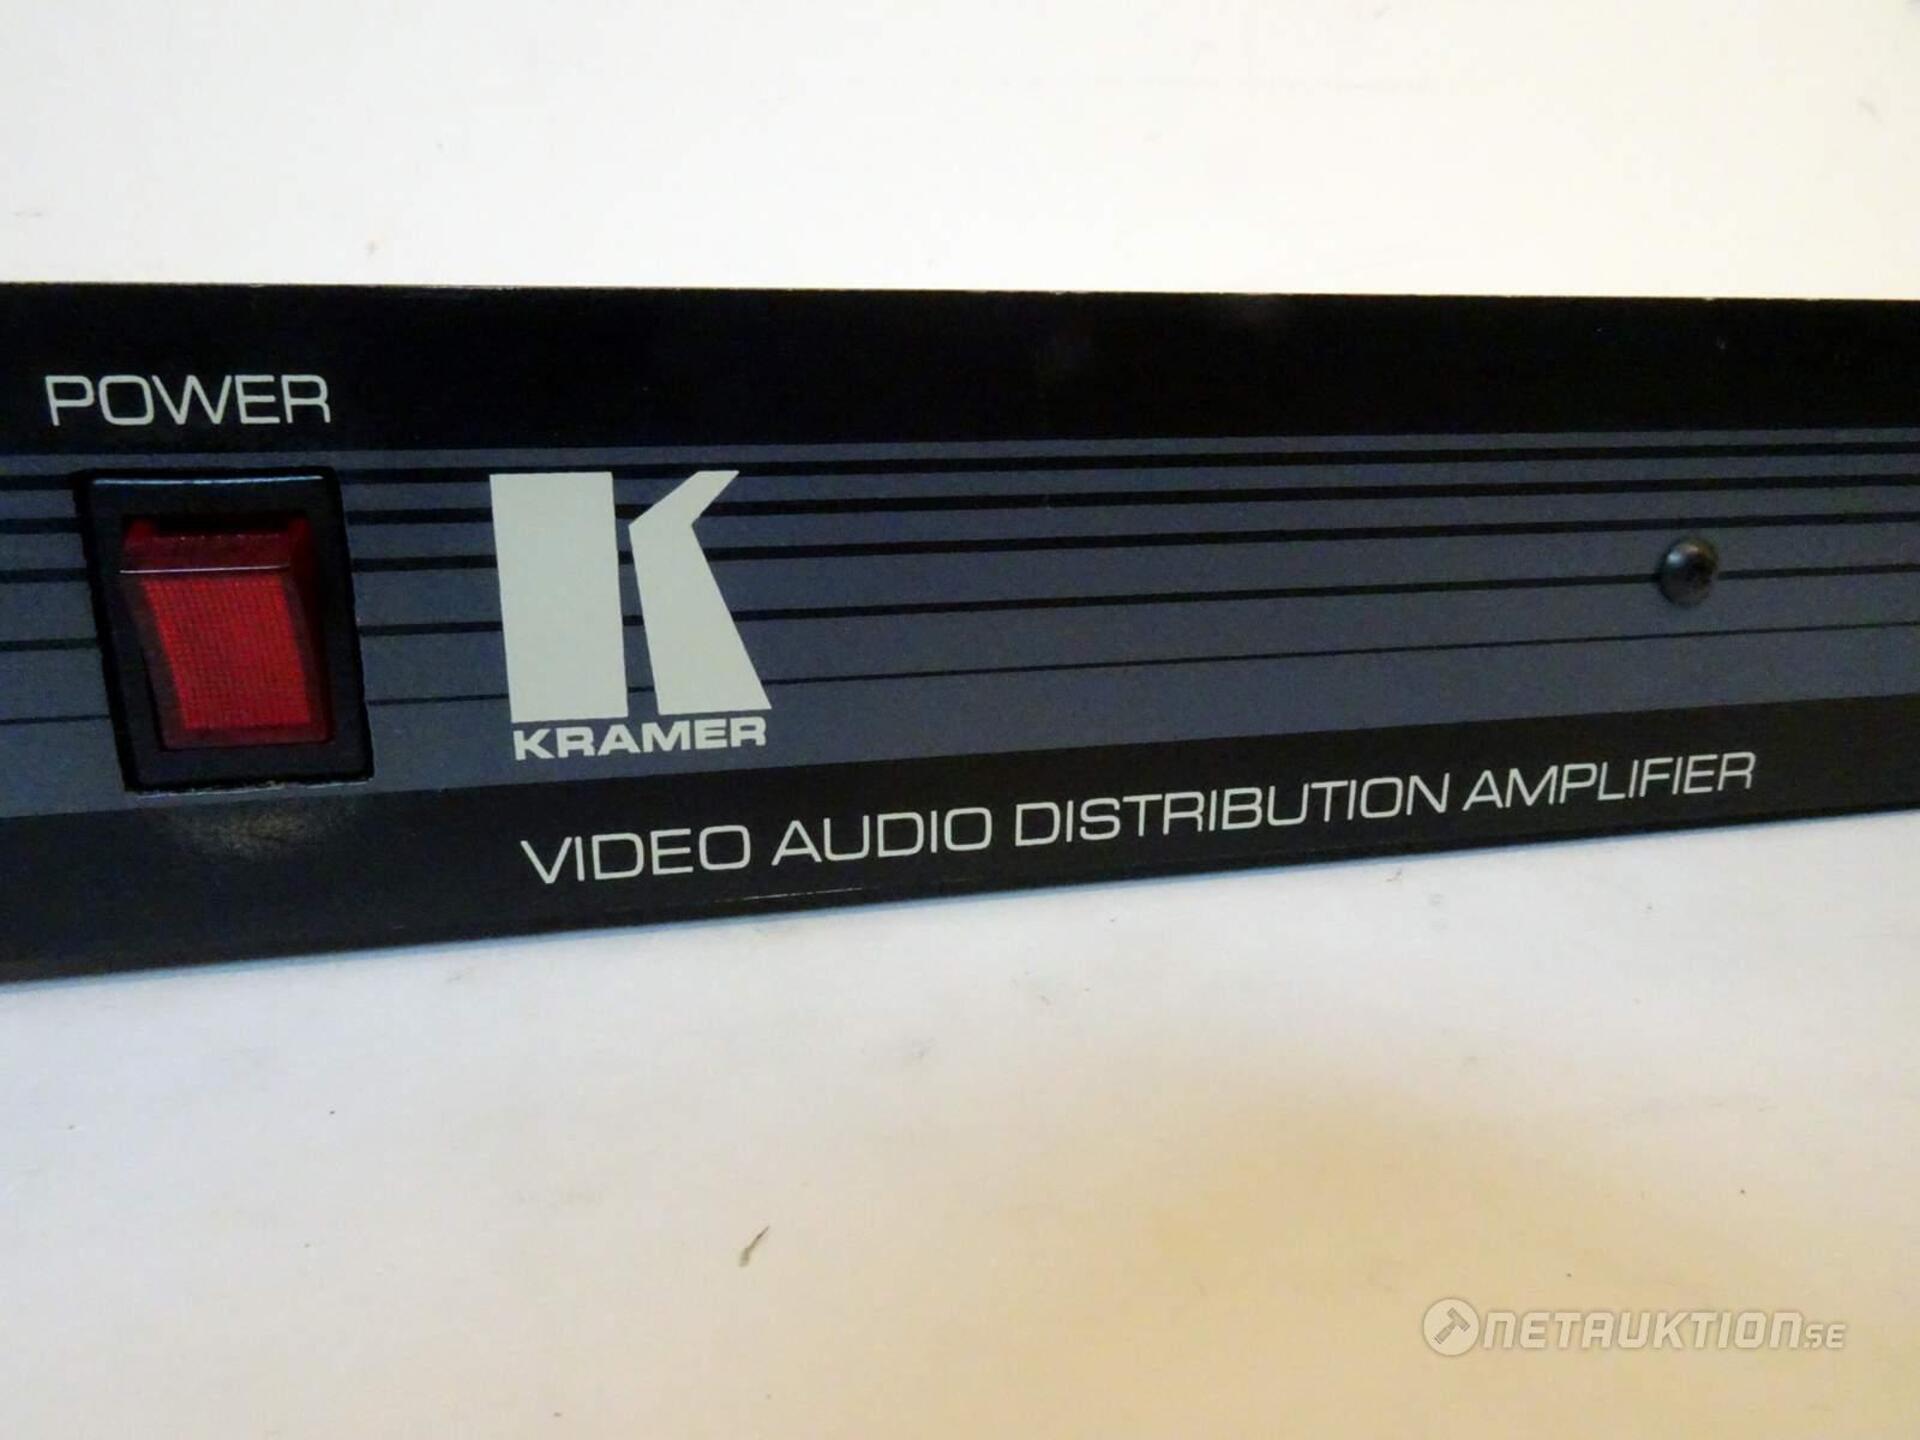 POWER
K
KRAMER
VIDEO AUDIO DISTRIBUTION AMPLIFIER
NETAUKTION.SE